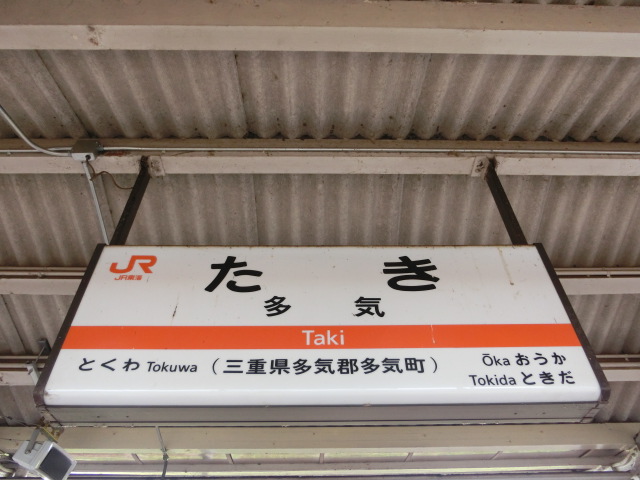 JR
JR東海
たき
多気
Taki
とくわ Tokuwa (三重県多気郡多気町) Ōka おうか
Tokida ときだ